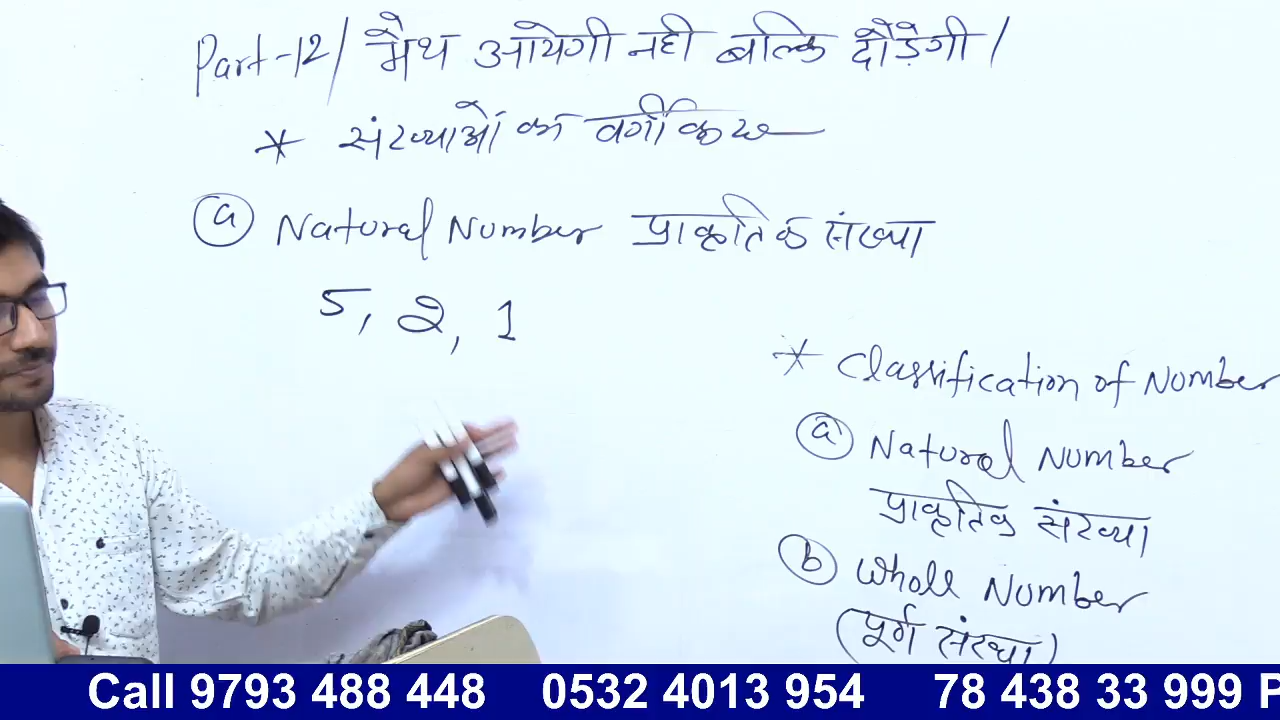 Part-12/ मैथ आयेगी नही बल्कि दौड़ेगी /
* संख्याओं का वर्गीकरण
(a) Natural Number प्राकृतिक संख्या
5, 2, 1
* Classification of Number
(a) Natural Number
प्राकृतिक संख्या
(b) Whole Number
(पूर्ण संख्या)
Call 9793 488 448 0532 4013 954 78 438 33 999 P